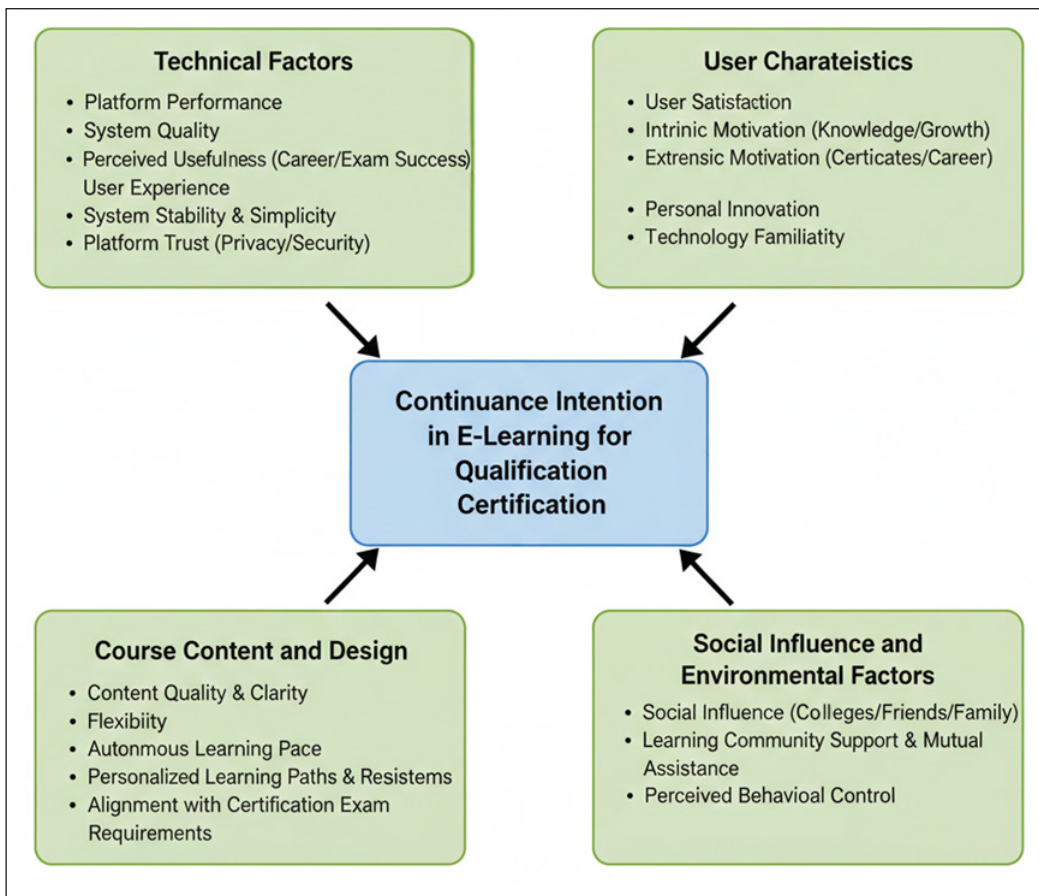 Technical Factors
• Platform Performance
• System Quality
• Perceived Usefulness (Career/Exam Success)
User Experience
• System Stability & Simplicity
• Platform Trust (Privacy/Security)
User Charateistics
• User Satisfaction
• Intrinsic Motivation (Knowledge/Growth)
• Extrinsic Motivation (Certicates/Career)
• Personal Innovation
• Technology Familiatity
Continuance Intention
in E-Learning for
Qualification
Certification
Course Content and Design
• Content Quality & Clarity
• Flexibiity
• Autonmous Learning Pace
• Personalized Learning Paths & Resistems
• Alignment with Certification Exam
Requirements
Social Influence and
Environmental Factors
• Social Influence (Colleges/Friends/Family)
• Learning Community Support & Mutual
Assistance
• Perceived Behavioal Control